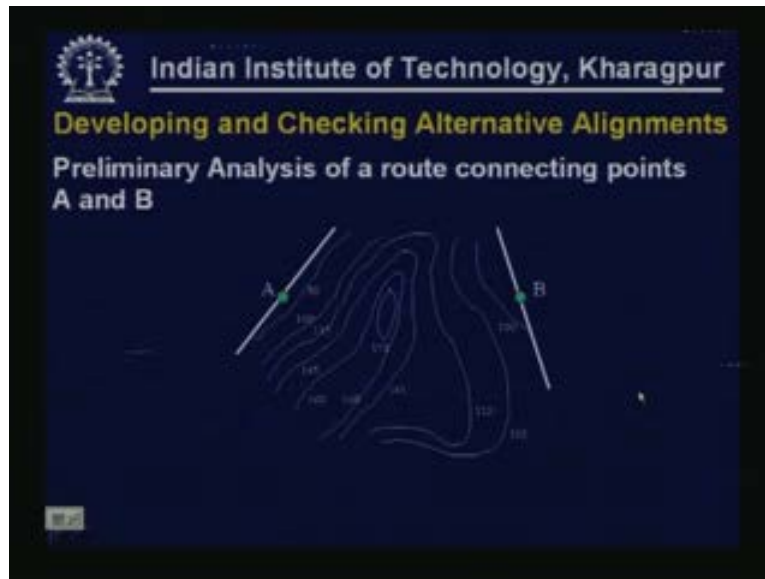 Indian Institute of Technology, Kharagpur
Developing and Checking Alternative Alignments
Preliminary Analysis of a route connecting points
A and B
A
B